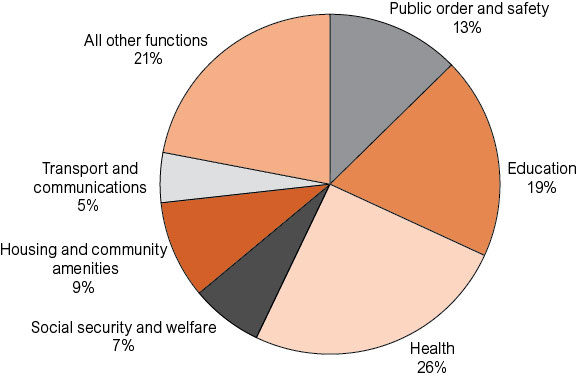 Public order and safety
13%
All other functions
21%
Education
19%
Transport and
communications
5%
Housing and community
amenities
9%
Social security and welfare
7%
Health
26%